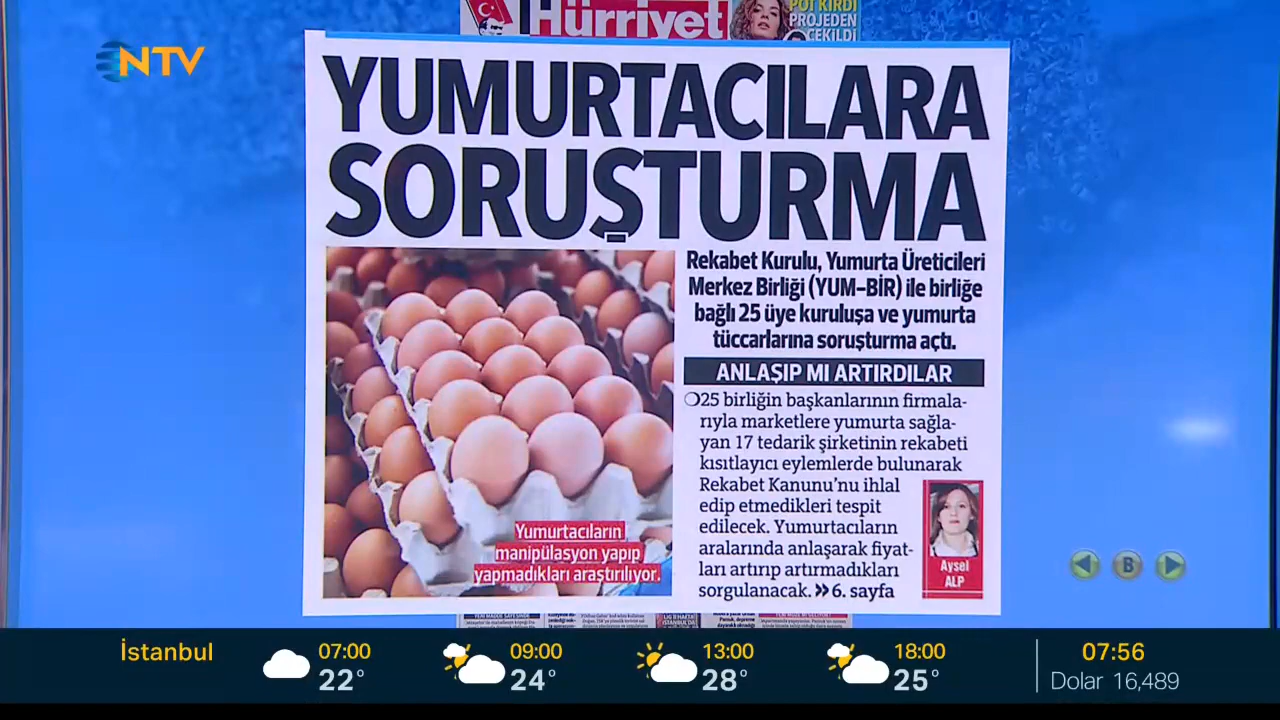 Hürriyet
POT KIRDI
PROJEDEN
ÇEKİLDİ
NTV
YUMURTACILARA
SORUŞTURMA
Rekabet Kurulu, Yumurta Üreticileri
Merkez Birliği (YUM-BİR) ile birliğe
bağlı 25 üye kuruluşa ve yumurta
tüccarlarına soruşturma açtı.
ANLAŞIP MI ARTIRDILAR
25 birliğin başkanlarının firmala-
rıyla marketlere yumurta sağla-
yan 17 tedarik şirketinin rekabeti
kısıtlayıcı eylemlerde bulunarak
Rekabet Kanunu'nu ihlal
edip etmedikleri tespit
edilecek. Yumurtacıların
aralarında anlaşarak fiyat-
ları artırıp artırmadıkları
sorgulanacak. » 6. sayfa
Aysel
ALP
Yumurtacıların
manipülasyon yapıp
yapmadıkları araştırılıyor.
B
İstanbul
07:00
22°
09:00
24°
13:00
28°
18:00
25°
07:56
Dolar 16,489